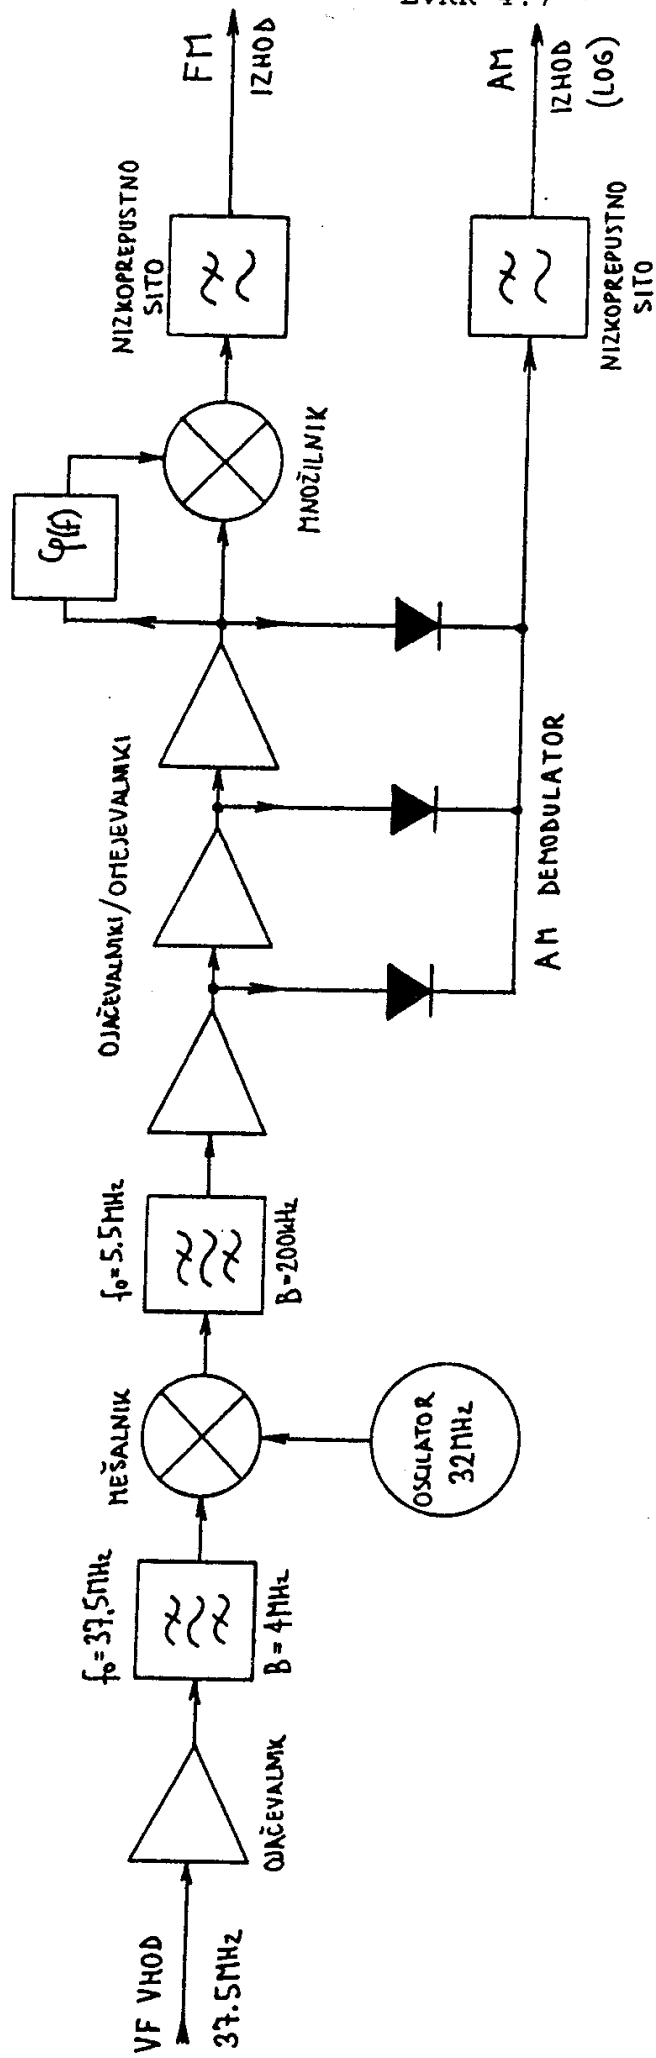 VF VHOD
37.5MHz
OJAČEVALNIK
f₀=37.5MHz
B=4MHz
MEŠALNIK
OSCILATOR
32MHz
f₀=5.5MHz
B=200kHz
OJAČEVALNIKI/OMEJEVALNIKI
AM DEMODULATOR
φ(f)
MNOŽILNIK
NIZKOPREPUSTNO
SITO
FM
IZHOD
NIZKOPREPUSTNO
SITO
AM
IZHOD
(LOG)